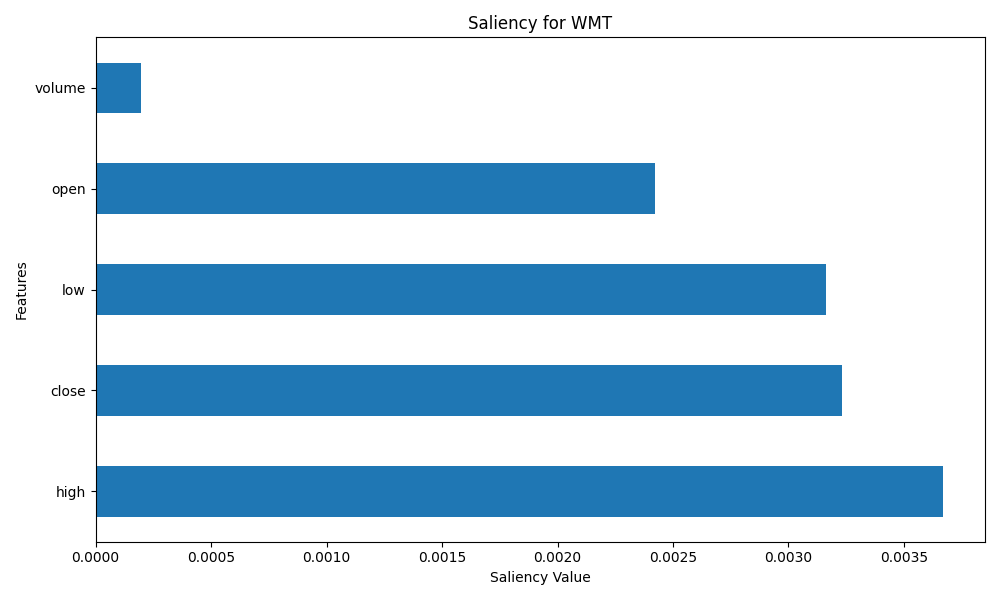 Saliency for WMT
volume
open
low
close
high
Features
0.0000 0.0005 0.0010 0.0015 0.0020 0.0025 0.0030 0.0035
Saliency Value